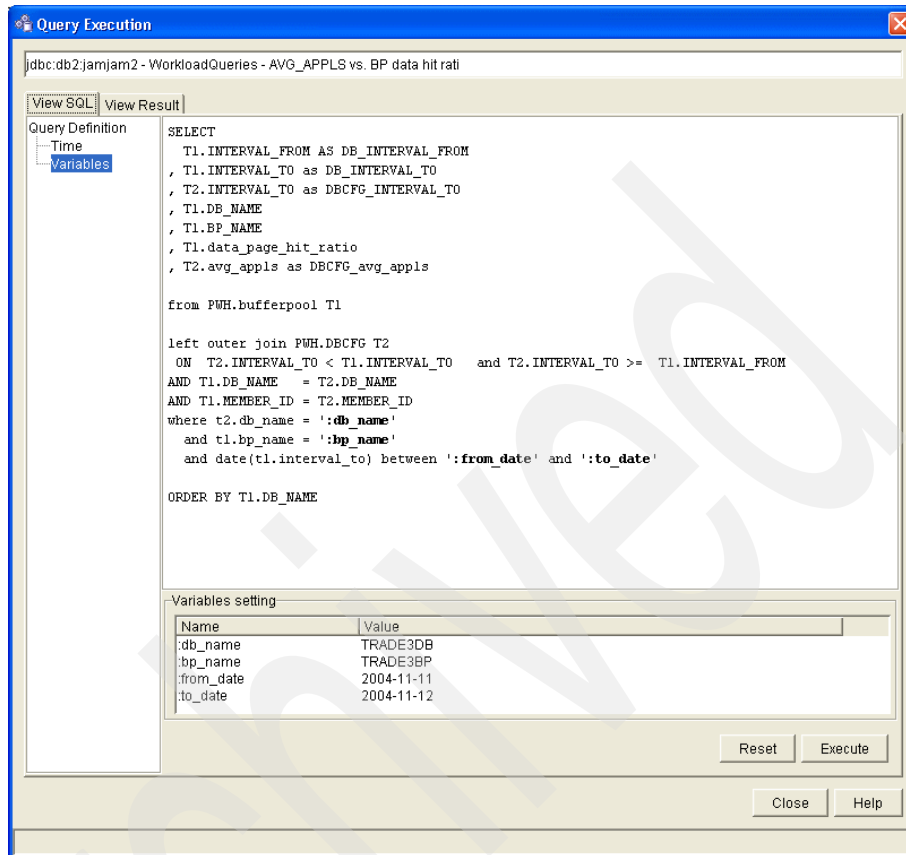 Query Execution
jdbc:db2:jamjam2 - WorkloadQueries - AVG_APPLS vs. BP data hit rati
View SQL View Result
Query Definition
Time
Variables
SELECT
T1.INTERVAL_FROM AS DB_INTERVAL_FROM
, T1.INTERVAL_TO as DB_INTERVAL_TO
, T2.INTERVAL_TO as DBCFG_INTERVAL_TO
, T1.DB_NAME
, T1.BP_NAME
, T1.data_page_hit_ratio
, T2.avg_appls as DBCFG_avg_appls
from PWH.bufferpool T1
left outer join PWH.DBCFG T2
ON T2.INTERVAL_TO < T1.INTERVAL_TO and T2.INTERVAL_TO >= T1.INTERVAL_FROM
AND T1.DB_NAME = T2.DB_NAME
AND T1.MEMBER_ID = T2.MEMBER_ID
where t2.db_name = ':db_name'
and t1.bp_name = ':bp_name'
and date(t1.interval_to) between ':from_date' and ':to_date'
ORDER BY T1.DB_NAME
Variables setting
Name Value
:db_name TRADE3DB
:bp_name TRADE3BP
:from_date 2004-11-11
:to_date 2004-11-12
Reset Execute
Close Help